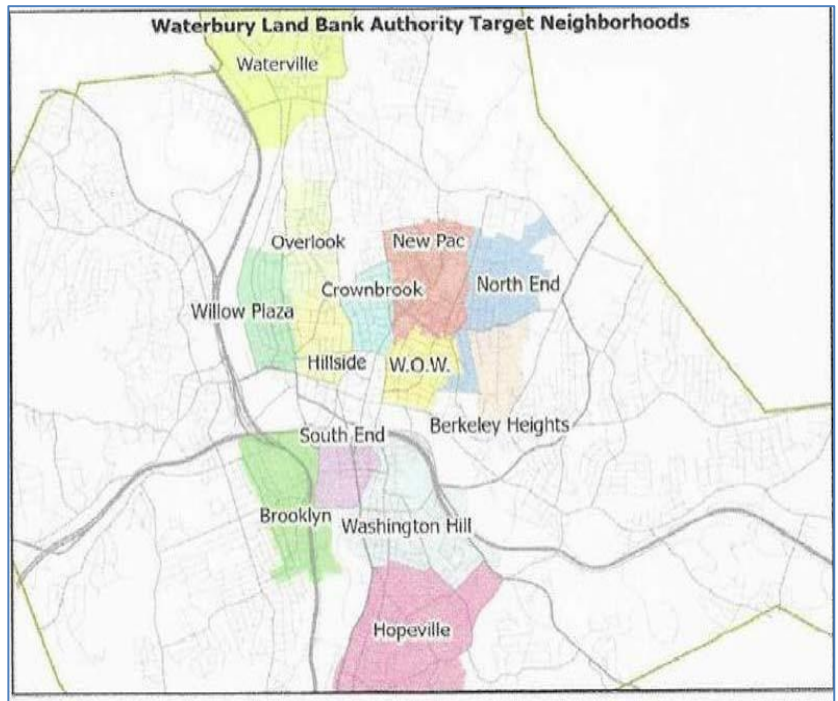 Waterbury Land Bank Authority Target Neighborhoods
Waterville
Overlook
New Pac
Crownbrook
North End
Willow Plaza
Hillside
W.O.W.
Berkeley Heights
South End
Brooklyn
Washington Hill
Hopeville